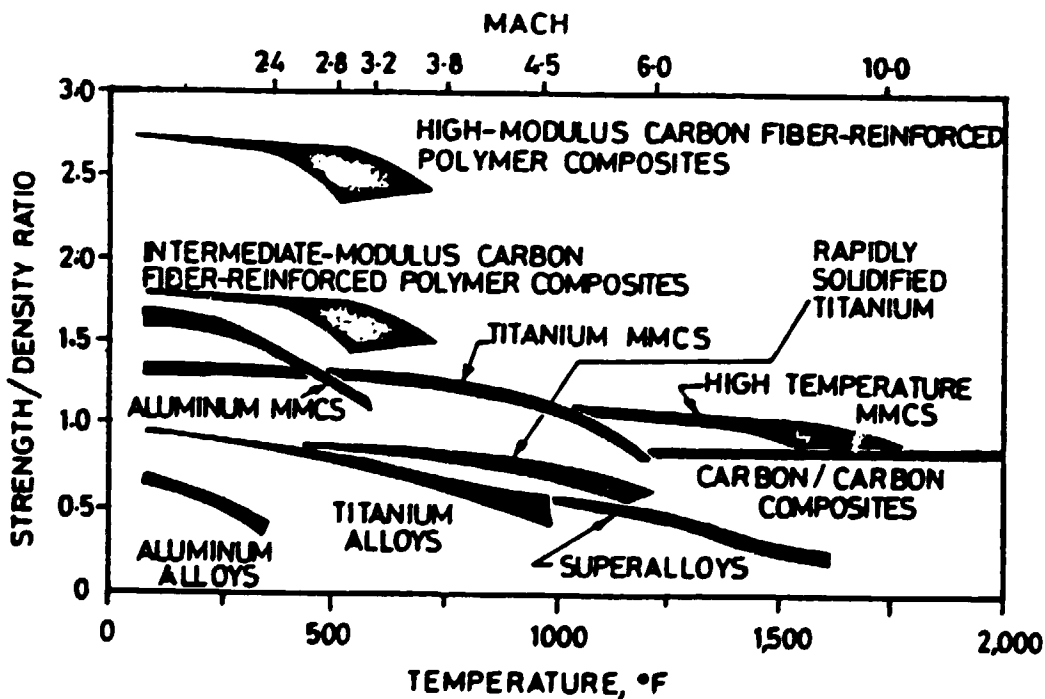 MACH
2.4 2.8 3.2 3.8 4.5 6.0 10.0
3.0
2.5
2.0
1.5
1.0
0.5
0
STRENGTH/DENSITY RATIO
HIGH-MODULUS CARBON FIBER-REINFORCED
POLYMER COMPOSITES
INTERMEDIATE-MODULUS CARBON
FIBER-REINFORCED POLYMER COMPOSITES
RAPIDLY
SOLIDIFIED
TITANIUM
TITANIUM MMCS
ALUMINUM MMCS
HIGH TEMPERATURE
MMCS
CARBON/CARBON
COMPOSITES
TITANIUM
ALLOYS
ALUMINUM
ALLOYS
SUPERALLOYS
0 500 1000 1,500 2,000
TEMPERATURE, °F